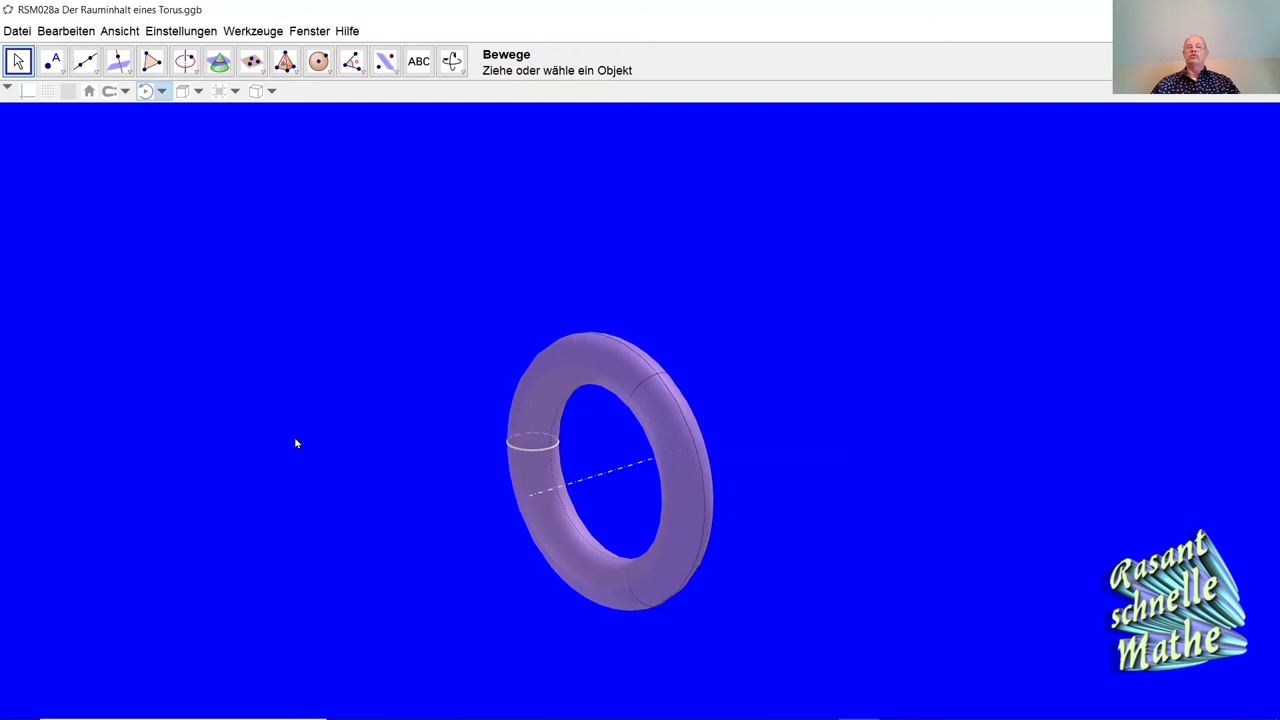 RSM028a Der Rauminhalt eines Torus.ggb
Datei Bearbeiten Ansicht Einstellungen Werkzeuge Fenster Hilfe
A
ABC
Bewege
Ziehe oder wähle ein Objekt
Rasant
schnelle
Mathe